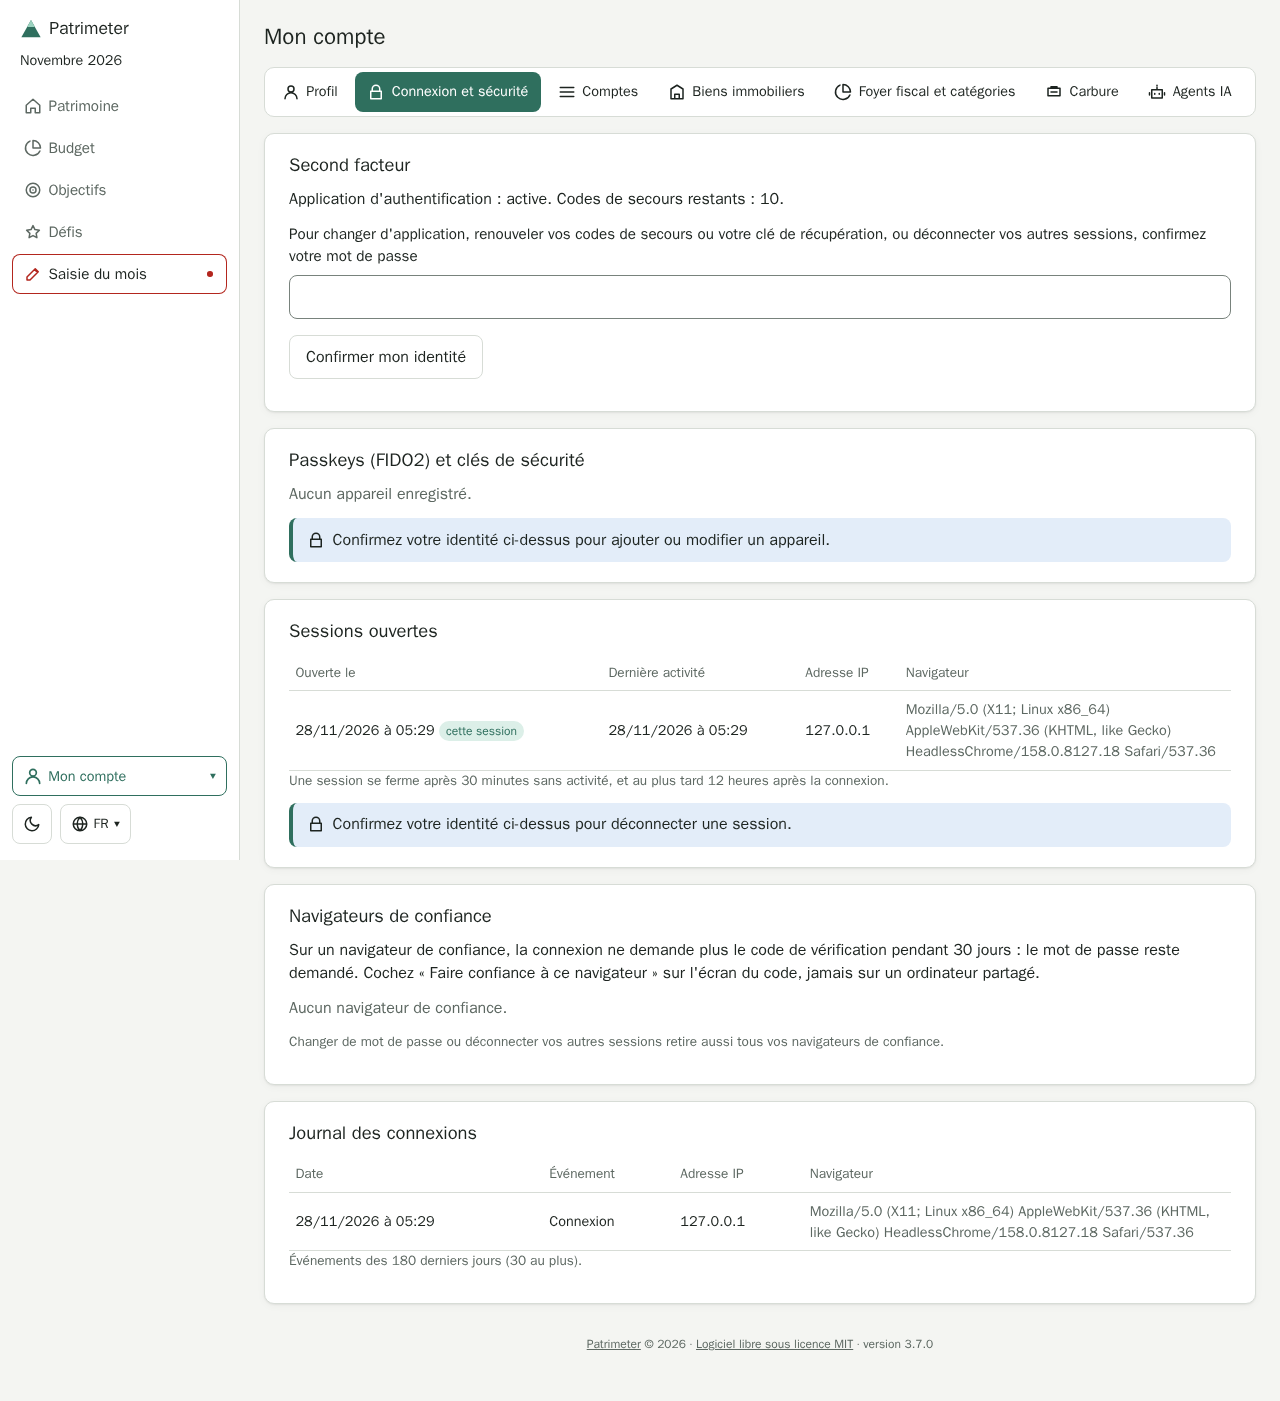 Patrimeter
Novembre 2026
Patrimoine
Budget
Objectifs
Défis
Saisie du mois
Mon compte ▾
FR ▾
Mon compte
Profil
Connexion et sécurité
Comptes
Biens immobiliers
Foyer fiscal et catégories
Carbure
Agents IA
Second facteur
Application d'authentification : active. Codes de secours restants : 10.
Pour changer d'application, renouveler vos codes de secours ou votre clé de récupération, ou déconnecter vos autres sessions, confirmez
votre mot de passe
Confirmer mon identité
Passkeys (FIDO2) et clés de sécurité
Aucun appareil enregistré.
Confirmez votre identité ci-dessus pour ajouter ou modifier un appareil.
Sessions ouvertes
Ouverte le Dernière activité Adresse IP Navigateur
28/11/2026 à 05:29 cette session 28/11/2026 à 05:29 127.0.0.1 Mozilla/5.0 (X11; Linux x86_64)
AppleWebKit/537.36 (KHTML, like Gecko)
HeadlessChrome/158.0.8127.18 Safari/537.36
Une session se ferme après 30 minutes sans activité, et au plus tard 12 heures après la connexion.
Confirmez votre identité ci-dessus pour déconnecter une session.
Navigateurs de confiance
Sur un navigateur de confiance, la connexion ne demande plus le code de vérification pendant 30 jours : le mot de passe reste
demandé. Cochez « Faire confiance à ce navigateur » sur l'écran du code, jamais sur un ordinateur partagé.
Aucun navigateur de confiance.
Changer de mot de passe ou déconnecter vos autres sessions retire aussi tous vos navigateurs de confiance.
Journal des connexions
Date Événement Adresse IP Navigateur
28/11/2026 à 05:29 Connexion 127.0.0.1 Mozilla/5.0 (X11; Linux x86_64) AppleWebKit/537.36 (KHTML,
like Gecko) HeadlessChrome/158.0.8127.18 Safari/537.36
Événements des 180 derniers jours (30 au plus).
Patrimeter © 2026 · Logiciel libre sous licence MIT · version 3.7.0